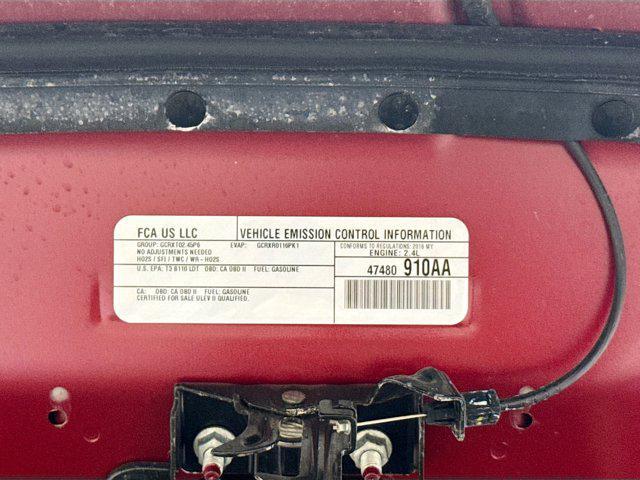 FCA US LLC
VEHICLE EMISSION CONTROL INFORMATION
GROUP: GCRXT02.45P6 EVAP: GCRXR0116PK1
NO ADJUSTMENTS NEEDED
HO2S / SFI / TWC / WR - HO2S
CONFORMS TO REGULATIONS: 2016 MY
ENGINE: 2.4L
U.S. EPA: T3 B110 LDT OBD: CA OBD II FUEL: GASOLINE
47480 910AA
CA: OBD: CA OBD II FUEL: GASOLINE
CERTIFIED FOR SALE ULEV II QUALIFIED.